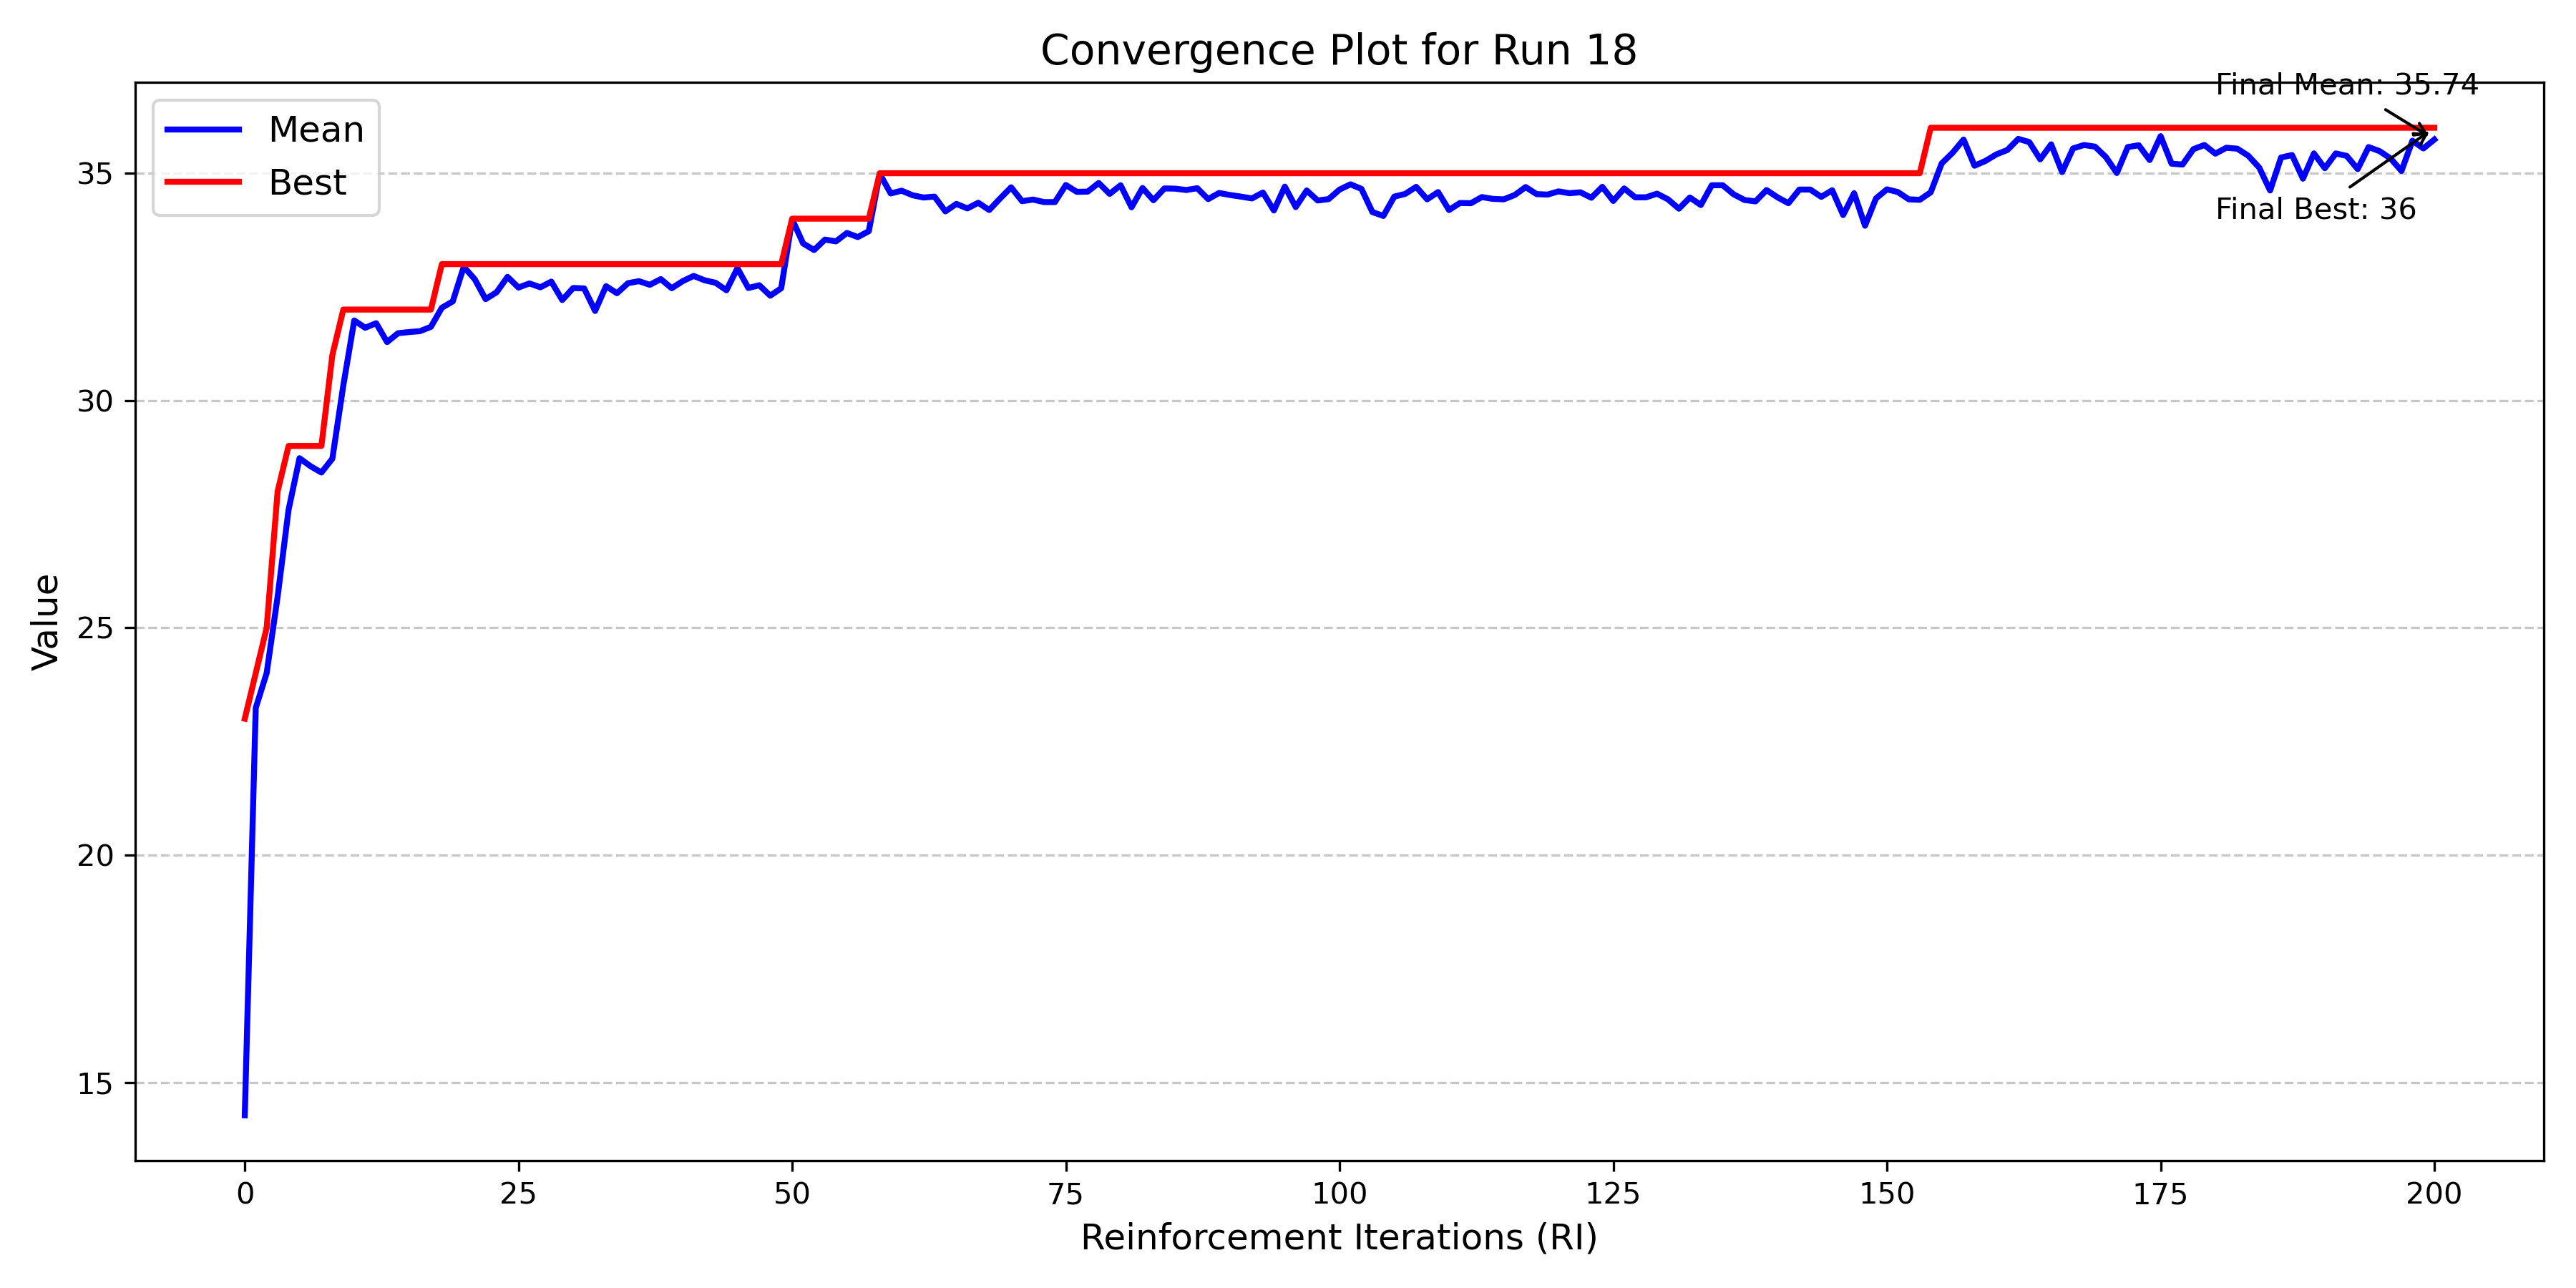 Convergence Plot for Run 18
Final Mean: 35.74
Mean
Best
Final Best: 36
35
30
25
20
15
Value
0 25 50 75 100 125 150 175 200
Reinforcement Iterations (RI)